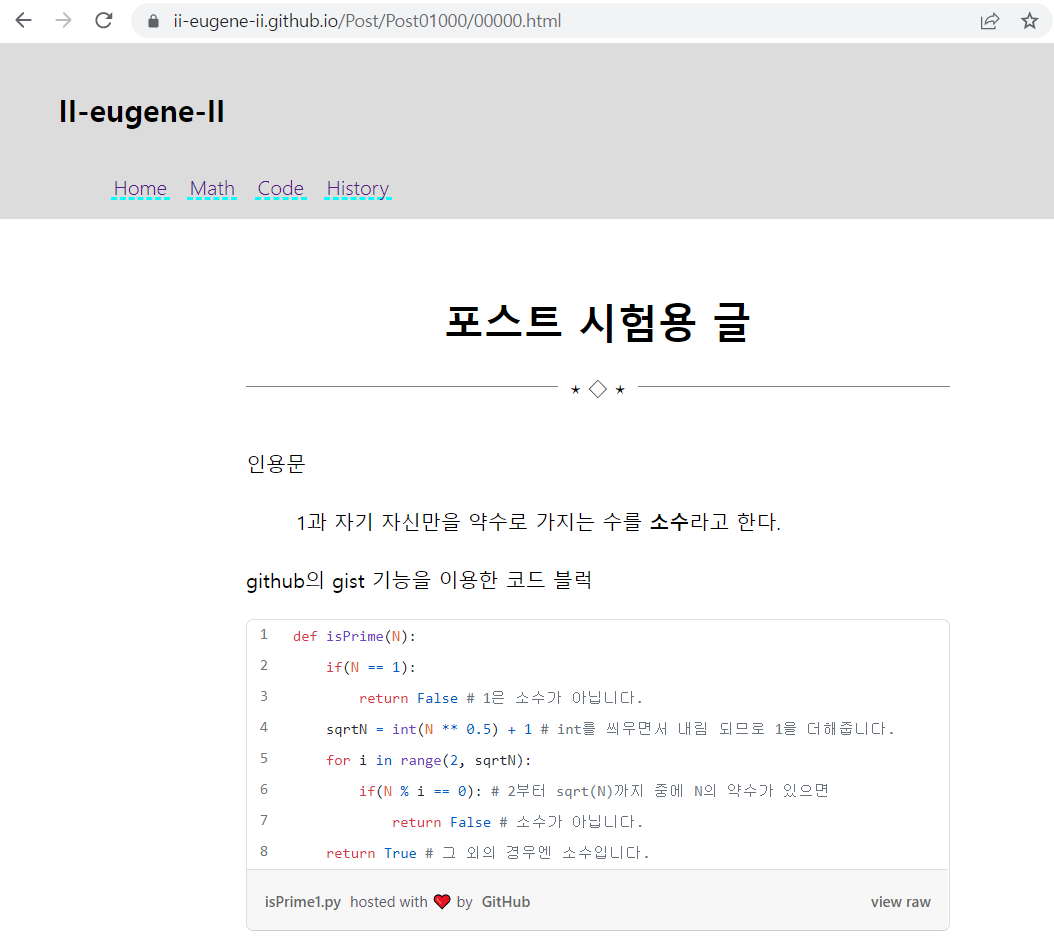 ii-eugene-ii.github.io/Post/Post01000/00000.html
II-eugene-II
Home Math Code History
포스트 시험용 글
⋆ ◇ ⋆
인용문
1과 자기 자신만을 약수로 가지는 수를 소수라고 한다.
github의 gist 기능을 이용한 코드 블럭
1 def isPrime(N):
2 if(N == 1):
3 return False # 1은 소수가 아닙니다.
4 sqrtN = int(N ** 0.5) + 1 # int를 씌우면서 내림 되므로 1을 더해줍니다.
5 for i in range(2, sqrtN):
6 if(N % i == 0): # 2부터 sqrt(N)까지 중에 N의 약수가 있으면
7 return False # 소수가 아닙니다.
8 return True # 그 외의 경우엔 소수입니다.
isPrime1.py hosted with ❤ by GitHub view raw